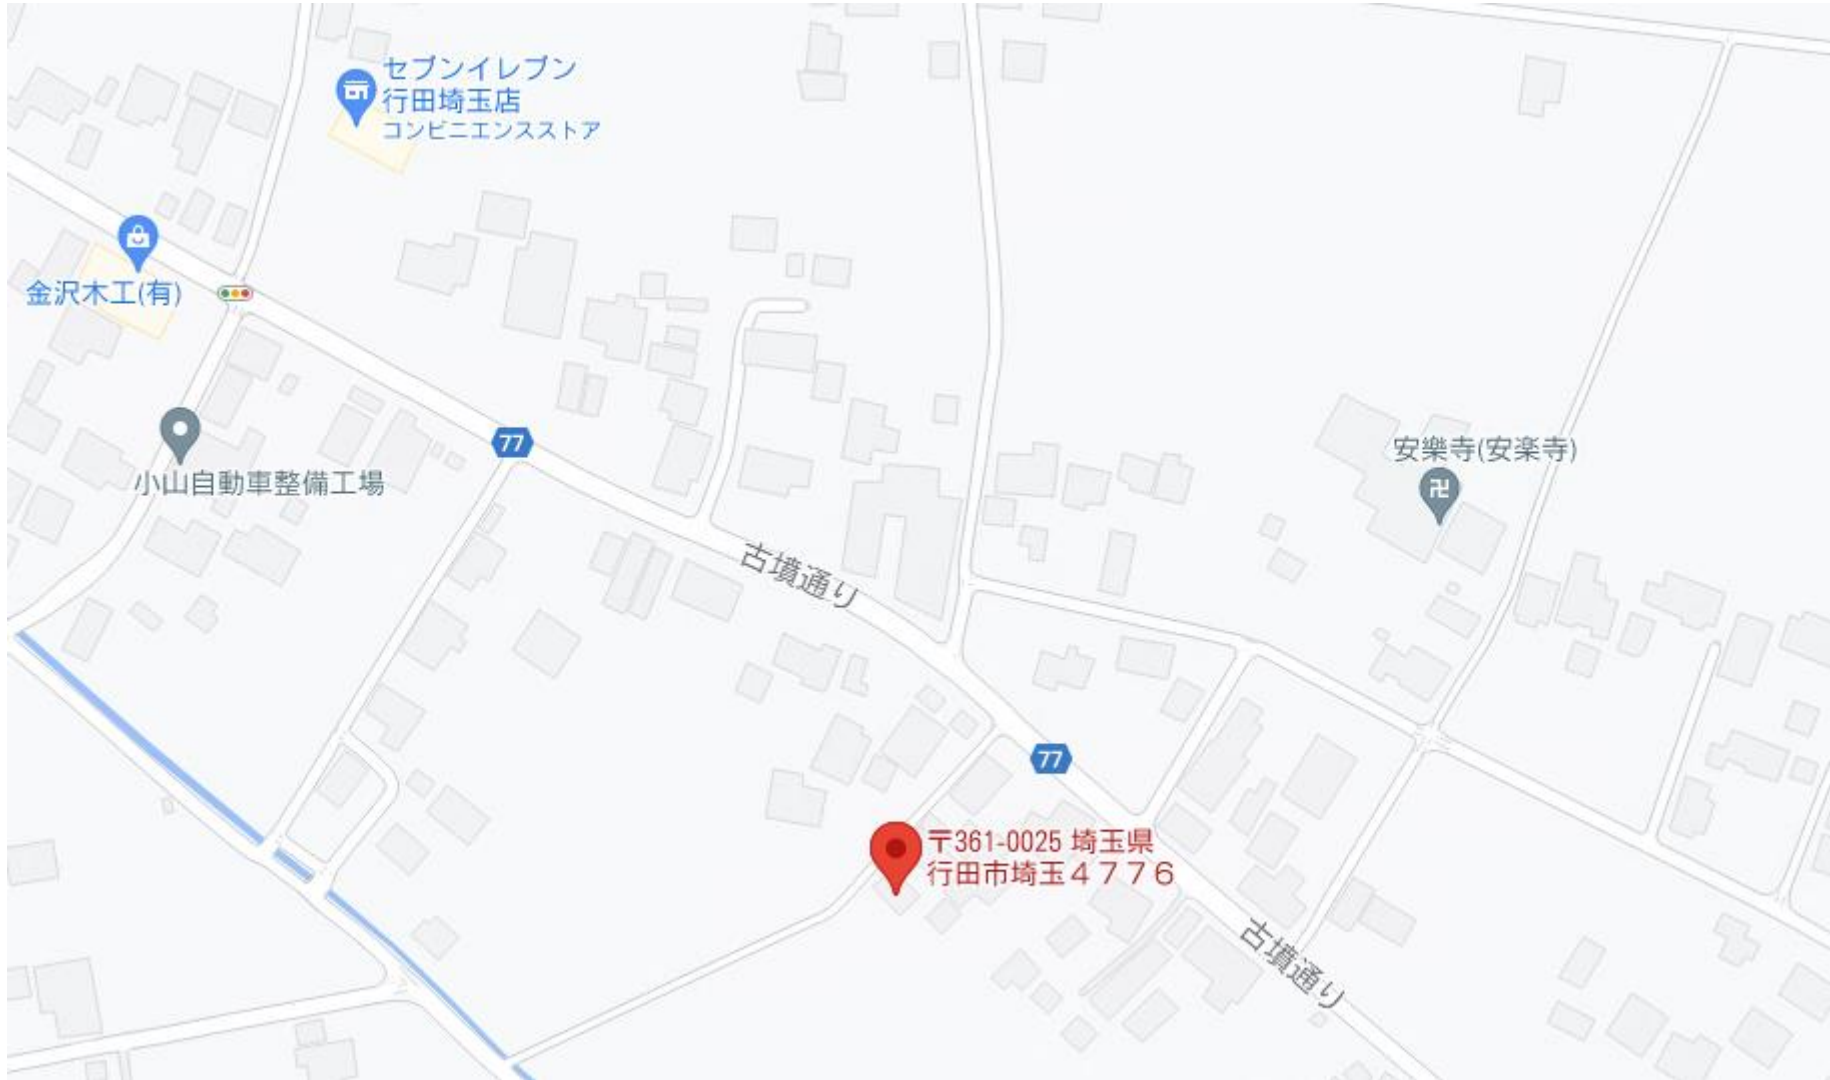 セブンイレブン
行田埼玉店
コンビニエンスストア
金沢木工(有)
77
安樂寺(安楽寺)
卍
小山自動車整備工場
古墳通り
77
〒361-0025 埼玉県
行田市埼玉４７７６
古墳通り